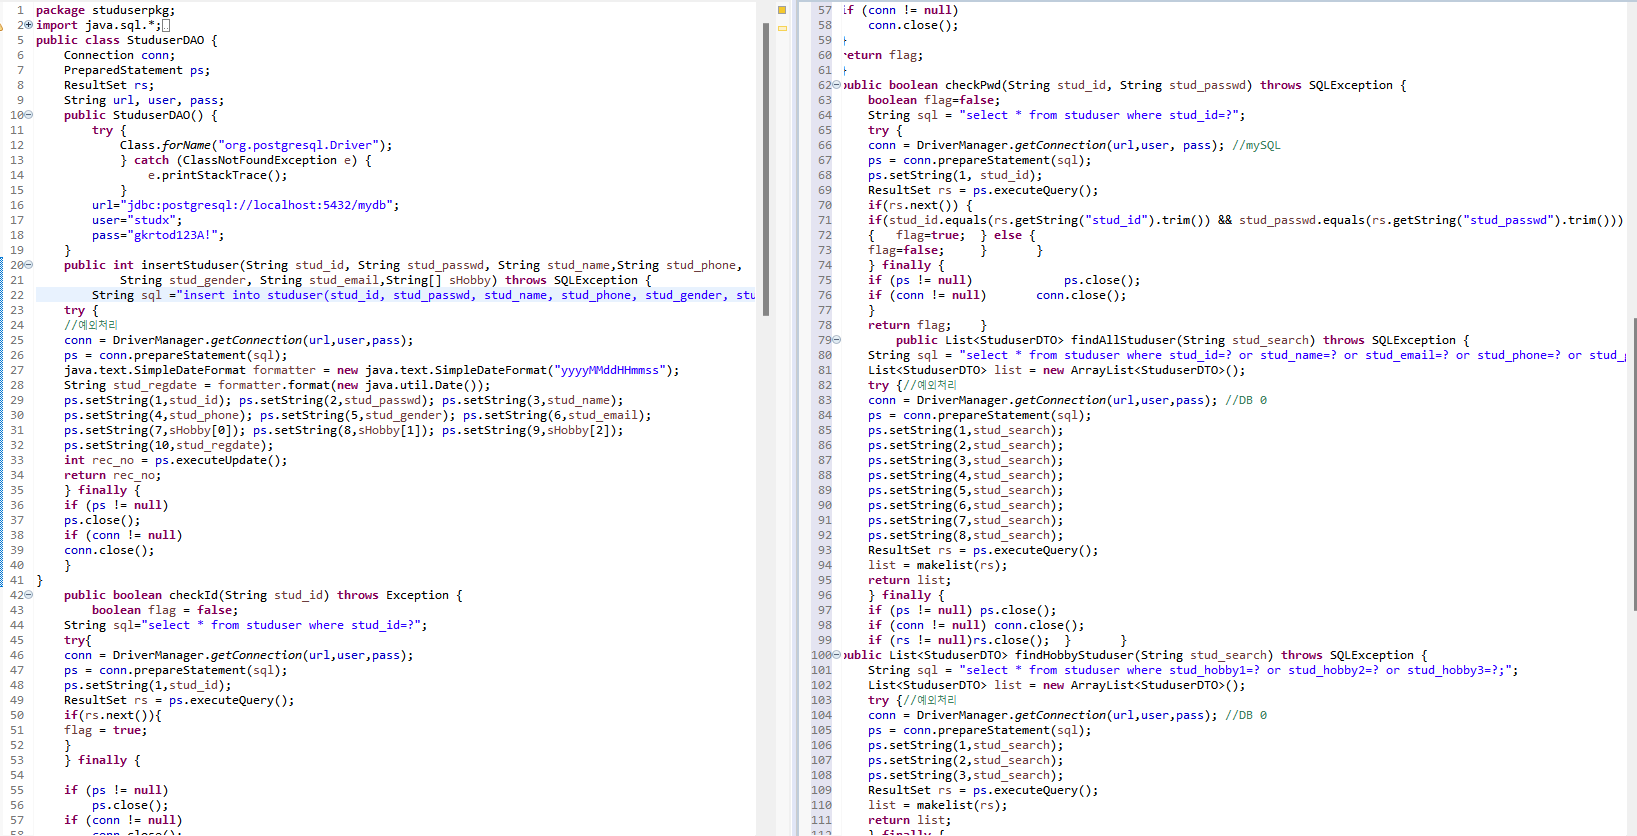 1 package studuserpkg;
2 import java.sql.*;
5 public class StuduserDAO {
6 Connection conn;
7 PreparedStatement ps;
8 ResultSet rs;
9 String url, user, pass;
10 public StuduserDAO() {
11 try {
12 Class.forName("org.postgresql.Driver");
13 } catch (ClassNotFoundException e) {
14 e.printStackTrace();
15 }
16 url="jdbc:postgresql://localhost:5432/mydb";
17 user="studx";
18 pass="gkrtod123A!";
19 }
20 public int insertStuduser(String stud_id, String stud_passwd, String stud_name,String stud_phone,
21 String stud_gender, String stud_email,String[] sHobby) throws SQLException {
22 String sql ="insert into studuser(stud_id, stud_passwd, stud_name, stud_phone, stud_gender, stu
23 try {
24 //예외처리
25 conn = DriverManager.getConnection(url,user,pass);
26 ps = conn.prepareStatement(sql);
27 java.text.SimpleDateFormat formatter = new java.text.SimpleDateFormat("yyyyMMddHHmmss");
28 String stud_regdate = formatter.format(new java.util.Date());
29 ps.setString(1,stud_id); ps.setString(2,stud_passwd); ps.setString(3,stud_name);
30 ps.setString(4,stud_phone); ps.setString(5,stud_gender); ps.setString(6,stud_email);
31 ps.setString(7,sHobby[0]); ps.setString(8,sHobby[1]); ps.setString(9,sHobby[2]);
32 ps.setString(10,stud_regdate);
33 int rec_no = ps.executeUpdate();
34 return rec_no;
35 } finally {
36 if (ps != null)
37 ps.close();
38 if (conn != null)
39 conn.close();
40 }
41 }
42 public boolean checkId(String stud_id) throws Exception {
43 boolean flag = false;
44 String sql="select * from studuser where stud_id=?";
45 try{
46 conn = DriverManager.getConnection(url,user,pass);
47 ps = conn.prepareStatement(sql);
48 ps.setString(1,stud_id);
49 ResultSet rs = ps.executeQuery();
50 if(rs.next()){
51 flag = true;
52 }
53 } finally {
54
55 if (ps != null)
56 ps.close();
57 if (conn != null)
58 conn.close();
57 if (conn != null)
58 conn.close();
59 }
60 return flag;
61 }
62 public boolean checkPwd(String stud_id, String stud_passwd) throws SQLException {
63 boolean flag=false;
64 String sql = "select * from studuser where stud_id=?";
65 try {
66 conn = DriverManager.getConnection(url,user, pass); //mySQL
67 ps = conn.prepareStatement(sql);
68 ps.setString(1, stud_id);
69 ResultSet rs = ps.executeQuery();
70 if(rs.next()) {
71 if(stud_id.equals(rs.getString("stud_id").trim()) && stud_passwd.equals(rs.getString("stud_passwd").trim()))
72 { flag=true; } else {
73 flag=false; } }
74 } finally {
75 if (ps != null) ps.close();
76 if (conn != null) conn.close();
77 }
78 return flag; }
79 public List<StuduserDTO> findAllStuduser(String stud_search) throws SQLException {
80 String sql = "select * from studuser where stud_id=? or stud_name=? or stud_email=? or stud_phone=? or stud_
81 List<StuduserDTO> list = new ArrayList<StuduserDTO>();
82 try {//예외처리
83 conn = DriverManager.getConnection(url,user,pass); //DB 0
84 ps = conn.prepareStatement(sql);
85 ps.setString(1,stud_search);
86 ps.setString(2,stud_search);
87 ps.setString(3,stud_search);
88 ps.setString(4,stud_search);
89 ps.setString(5,stud_search);
90 ps.setString(6,stud_search);
91 ps.setString(7,stud_search);
92 ps.setString(8,stud_search);
93 ResultSet rs = ps.executeQuery();
94 list = makelist(rs);
95 return list;
96 } finally {
97 if (ps != null) ps.close();
98 if (conn != null) conn.close();
99 if (rs != null)rs.close(); } }
100 public List<StuduserDTO> findHobbyStuduser(String stud_search) throws SQLException {
101 String sql = "select * from studuser where stud_hobby1=? or stud_hobby2=? or stud_hobby3=?;";
102 List<StuduserDTO> list = new ArrayList<StuduserDTO>();
103 try {//예외처리
104 conn = DriverManager.getConnection(url,user,pass); //DB 0
105 ps = conn.prepareStatement(sql);
106 ps.setString(1,stud_search);
107 ps.setString(2,stud_search);
108 ps.setString(3,stud_search);
109 ResultSet rs = ps.executeQuery();
110 list = makelist(rs);
111 return list;
112 } finally {